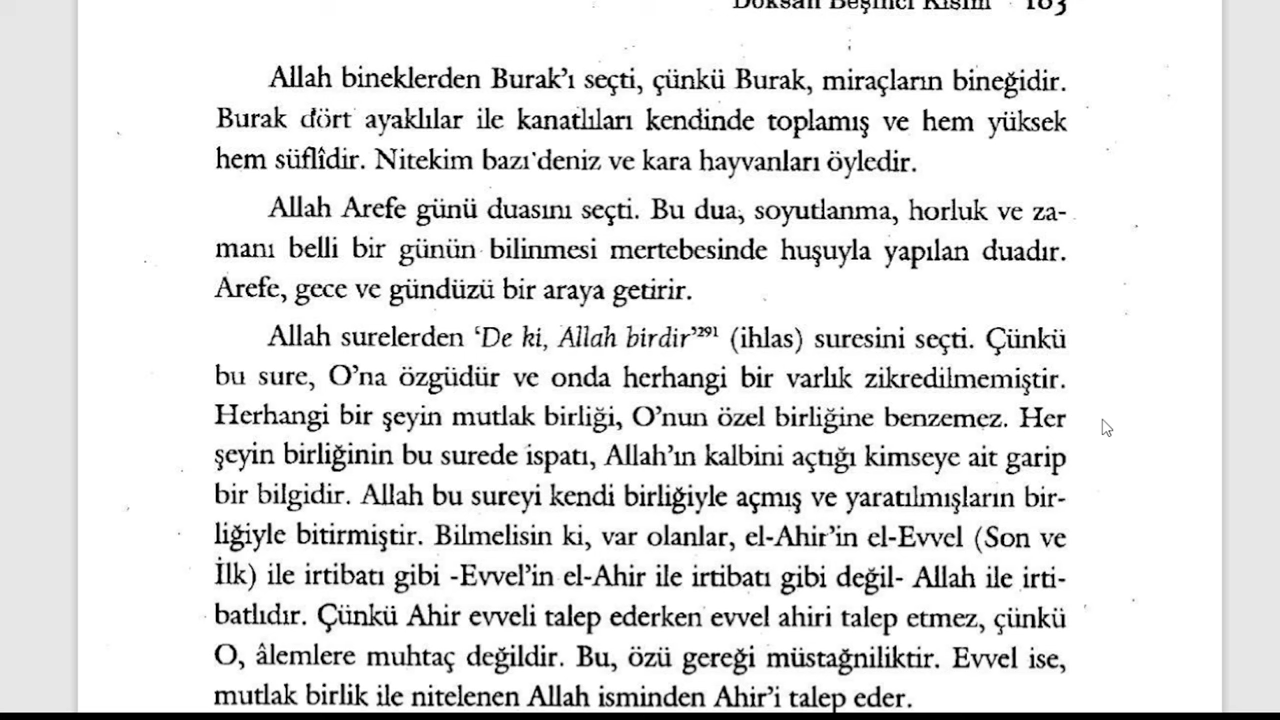 Doksan Beşinci Kısım 163
Allah bineklerden Burak’ı seçti, çünkü Burak, miraçların bineğidir.
Burak dört ayaklılar ile kanatlıları kendinde toplamış ve hem yüksek
hem süflîdir. Nitekim bazı deniz ve kara hayvanları öyledir.
Allah Arefe günü duasını seçti. Bu dua, soyutlanma, horluk ve za-
manı belli bir günün bilinmesi mertebesinde huşuyla yapılan duadır.
Arefe, gece ve gündüzü bir araya getirir.
Allah surelerden ‘De ki, Allah birdir’²⁹¹ (ihlas) suresini seçti. Çünkü
bu sure, O’na özgüdür ve onda herhangi bir varlık zikredilmemiştir.
Herhangi bir şeyin mutlak birliği, O’nun özel birliğine benzemez. Her
şeyin birliğinin bu surede ispatı, Allah’ın kalbini açtığı kimseye ait garip
bir bilgidir. Allah bu sureyi kendi birliğiyle açmış ve yaratılmışların bir-
liğiyle bitirmiştir. Bilmelisin ki, var olanlar, el-Ahir’in el-Evvel (Son ve
İlk) ile irtibatı gibi -Evvel’in el-Ahir ile irtibatı gibi değil- Allah ile irti-
batlıdır. Çünkü Ahir evveli talep ederken evvel ahiri talep etmez, çünkü
O, âlemlere muhtaç değildir. Bu, özü gereği müstağniliktir. Evvel ise,
mutlak birlik ile nitelenen Allah isminden Ahir’i talep eder.